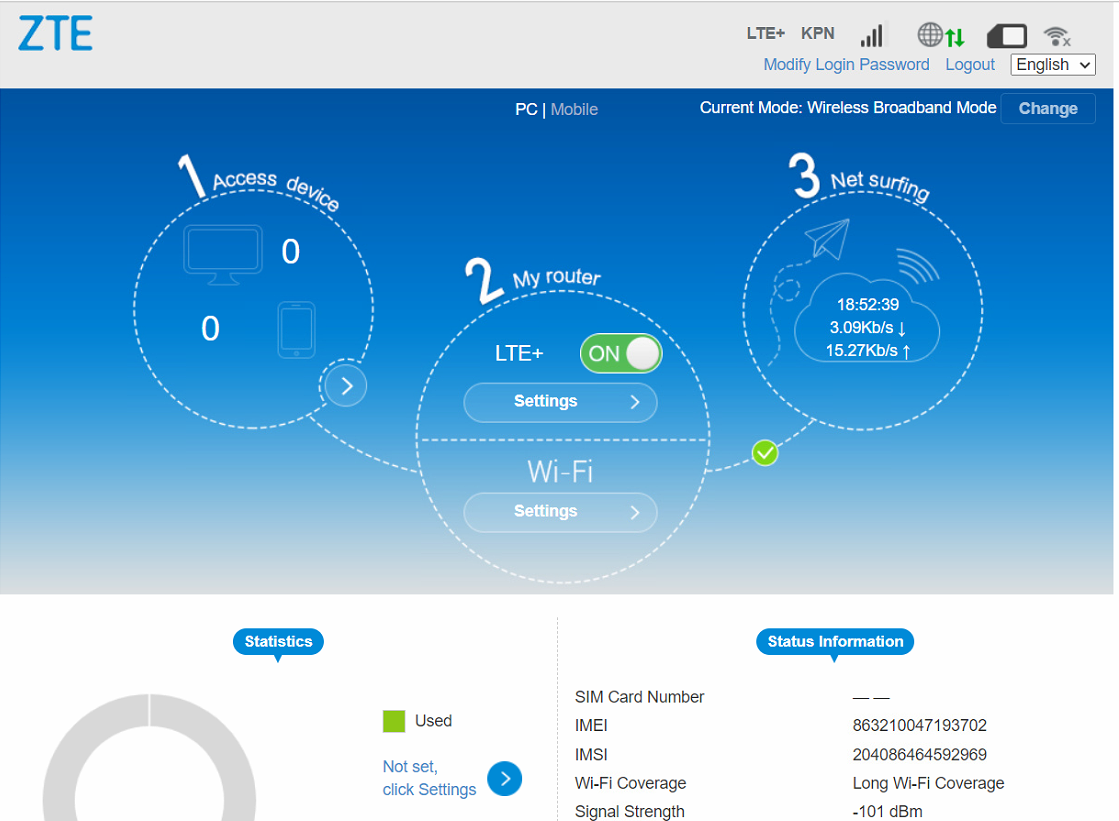 ZTE
LTE+ KPN
Modify Login Password Logout English
PC | Mobile
Current Mode: Wireless Broadband Mode Change
1 Access device
0
0
2 My router
LTE+ ON
Settings
Wi-Fi
Settings
3 Net surfing
18:52:39
3.09Kb/s ↓
15.27Kb/s ↑
Statistics
Used
Not set,
click Settings
Status Information
SIM Card Number — —
IMEI 863210047193702
IMSI 204086464592969
Wi-Fi Coverage Long Wi-Fi Coverage
Signal Strength -101 dBm